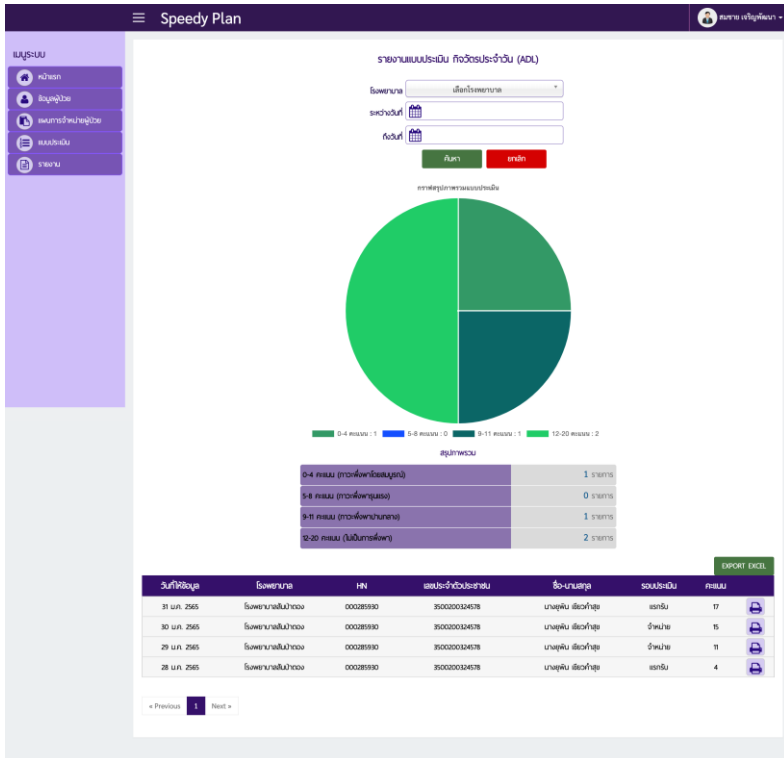 Speedy Plan
สมชาย เจริญพัฒนา
เมนูระบบ
หน้าแรก
ข้อมูลผู้ป่วย
แผนการจำหน่ายผู้ป่วย
แบบประเมิน
รายงาน
รายงานแบบประเมิน กิจวัตรประจำวัน (ADL)
โรงพยาบาล เลือกโรงพยาบาล
ระหว่างวันที่
ถึงวันที่
ค้นหา ยกเลิก
กราฟสรุปภาพรวมแบบประเมิน
0-4 คะแนน : 1 5-8 คะแนน : 0 9-11 คะแนน : 1 12-20 คะแนน : 2
สรุปภาพรวม
0-4 คะแนน (ภาวะพึ่งพาโดยสมบูรณ์) 1 รายการ
5-8 คะแนน (ภาวะพึ่งพารุนแรง) 0 รายการ
9-11 คะแนน (ภาวะพึ่งพาปานกลาง) 1 รายการ
12-20 คะแนน (ไม่เป็นการพึ่งพา) 2 รายการ
EXPORT EXCEL
วันที่ให้ข้อมูล โรงพยาบาล HN เลขประจำตัวประชาชน ชื่อ-นามสกุล รอบประเมิน คะแนน
31 ม.ค. 2565 โรงพยาบาลสันป่าตอง 000285930 3500200324578 นางยุพิน เขียวคำสุข แรกรับ 17
30 ม.ค. 2565 โรงพยาบาลสันป่าตอง 000285930 3500200324578 นางยุพิน เขียวคำสุข จำหน่าย 15
29 ม.ค. 2565 โรงพยาบาลสันป่าตอง 000285930 3500200324578 นางยุพิน เขียวคำสุข จำหน่าย 11
28 ม.ค. 2565 โรงพยาบาลสันป่าตอง 000285930 3500200324578 นางยุพิน เขียวคำสุข แรกรับ 4
« Previous 1 Next »